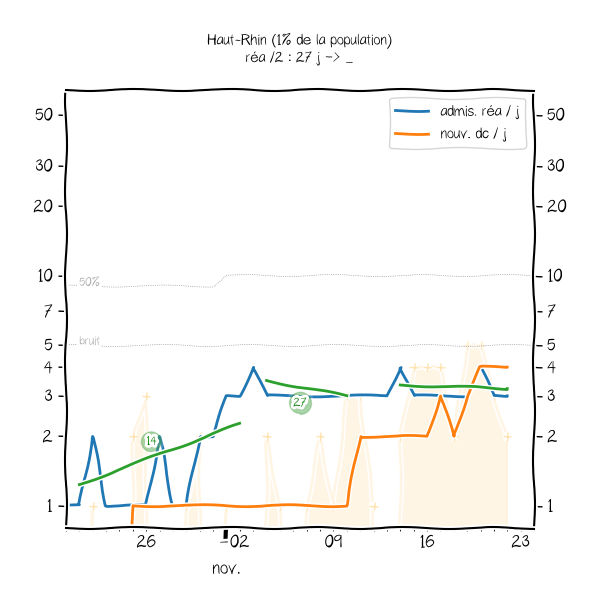 Haut-Rhin (1% de la population)
réa /2 : 27 j -> _
admis. réa / j
nouv. dc / j
50 50
30 30
20 20
10 10
7 7
5 5
4 4
3 3
2 2
1 1
50%
bruit
14
27
26 02 09 16 23
nov.